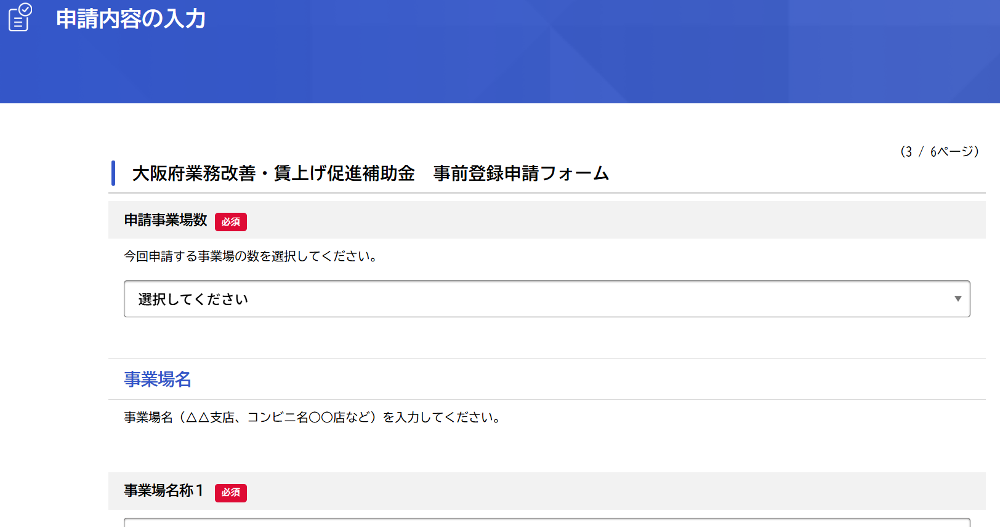 申請内容の入力
（3 / 6ページ）
大阪府業務改善・賃上げ促進補助金　事前登録申請フォーム
申請事業場数 必須
今回申請する事業場の数を選択してください。
選択してください
事業場名
事業場名（△△支店、コンビニ名〇〇店など）を入力してください。
事業場名称１ 必須